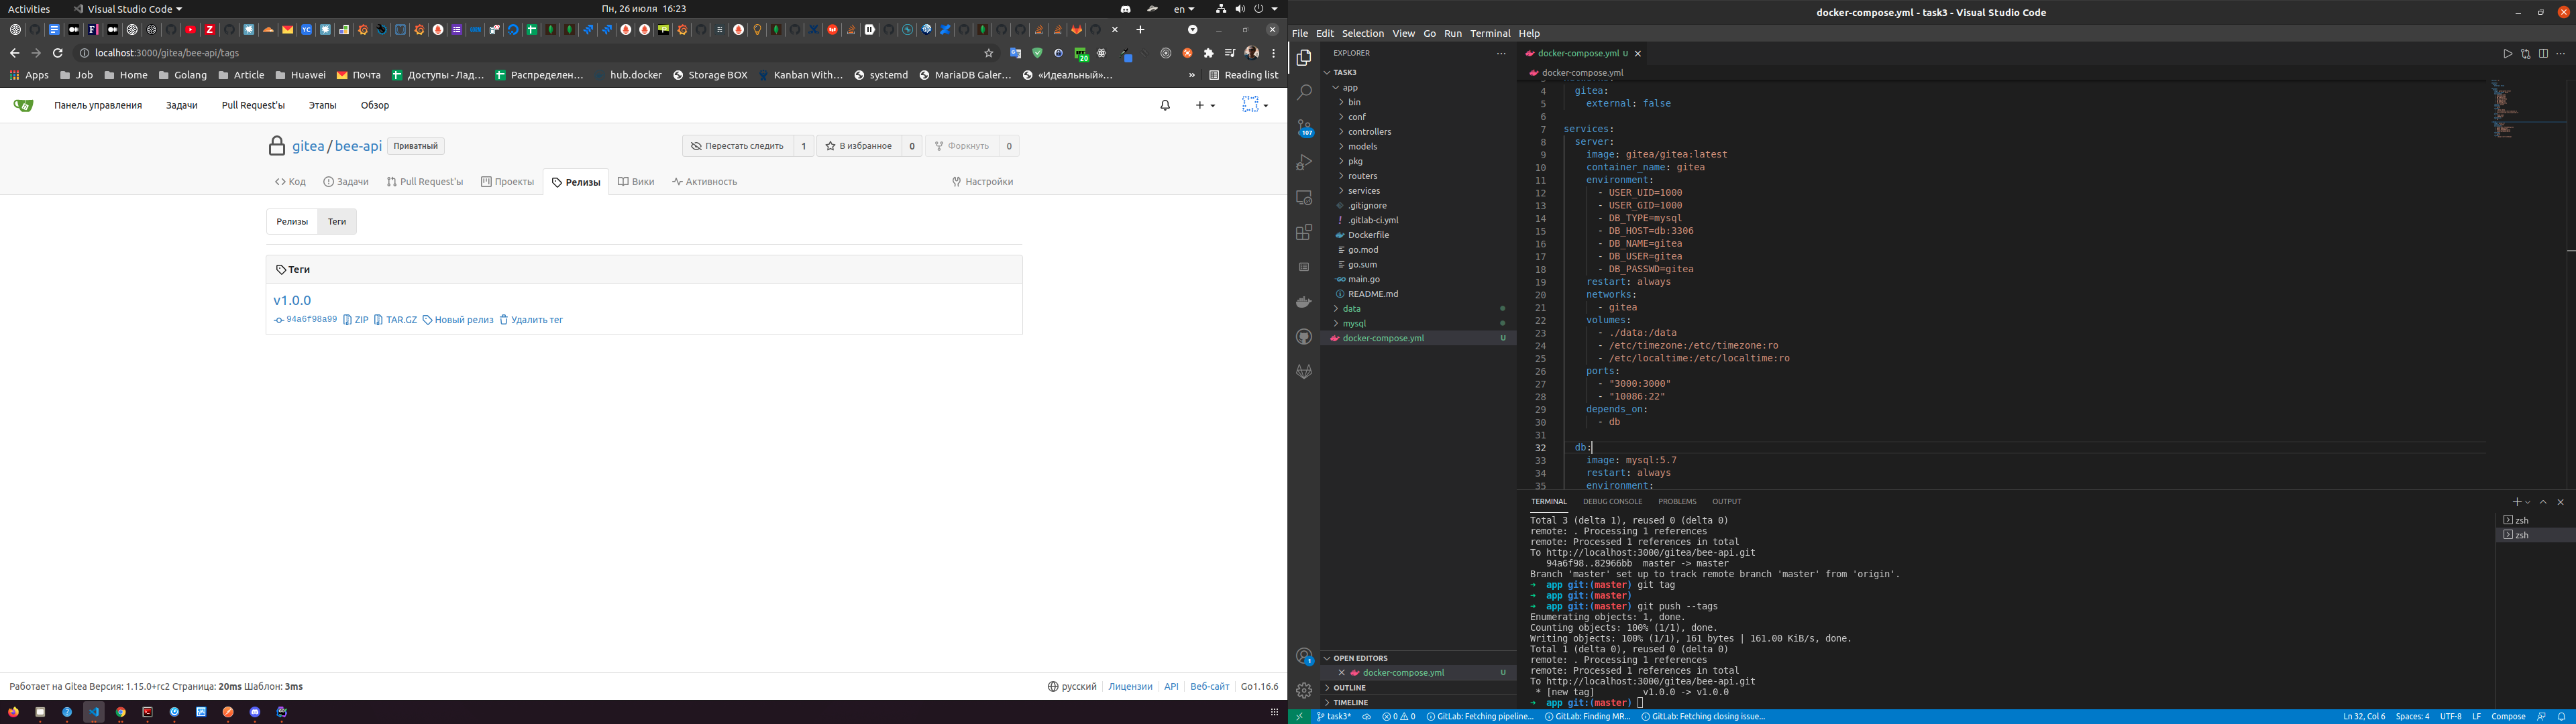 Activities
Visual Studio Code
Пн, 26 июля 16:23
en
localhost:3000/gitea/bee-api/tags
Apps
Job
Home
Golang
Article
Huawei
Почта
Доступы - Лад…
Распределен…
hub.docker
Storage BOX
Kanban With…
systemd
MariaDB Galer…
«Идеальный»…
»
Reading list
Панель управления
Задачи
Pull Request'ы
Этапы
Обзор
gitea / bee-api
Приватный
Перестать следить 1
В избранное 0
Форкнуть 0
Код
Задачи
Pull Request'ы
Проекты
Релизы
Вики
Активность
Настройки
Релизы
Теги
Теги
v1.0.0
94a6f98a99
ZIP
TAR.GZ
Новый релиз
Удалить тег
Работает на Gitea Версия: 1.15.0+rc2 Страница: 20ms Шаблон: 3ms
русский
Лицензии
API
Веб-сайт
Go1.16.6
docker-compose.yml - task3 - Visual Studio Code
File Edit Selection View Go Run Terminal Help
EXPLORER
TASK3
app
bin
conf
controllers
models
pkg
routers
services
.gitignore
.gitlab-ci.yml
Dockerfile
go.mod
go.sum
main.go
README.md
data
mysql
docker-compose.yml U
107
OPEN EDITORS
docker-compose.yml U
OUTLINE
TIMELINE
docker-compose.yml U
docker-compose.yml
4 gitea:
5 external: false
6
7 services:
8 server:
9 image: gitea/gitea:latest
10 container_name: gitea
11 environment:
12 - USER_UID=1000
13 - USER_GID=1000
14 - DB_TYPE=mysql
15 - DB_HOST=db:3306
16 - DB_NAME=gitea
17 - DB_USER=gitea
18 - DB_PASSWD=gitea
19 restart: always
20 networks:
21 - gitea
22 volumes:
23 - ./data:/data
24 - /etc/timezone:/etc/timezone:ro
25 - /etc/localtime:/etc/localtime:ro
26 ports:
27 - "3000:3000"
28 - "10086:22"
29 depends_on:
30 - db
31
32 db:
33 image: mysql:5.7
34 restart: always
35 environment:
TERMINAL DEBUG CONSOLE PROBLEMS OUTPUT
Total 3 (delta 1), reused 0 (delta 0)
remote: . Processing 1 references
remote: Processed 1 references in total
To http://localhost:3000/gitea/bee-api.git
94a6f98..82966bb master -> master
Branch 'master' set up to track remote branch 'master' from 'origin'.
➜ app git:(master) git tag
➜ app git:(master)
➜ app git:(master) git push --tags
Enumerating objects: 1, done.
Counting objects: 100% (1/1), done.
Writing objects: 100% (1/1), 161 bytes | 161.00 KiB/s, done.
Total 1 (delta 0), reused 0 (delta 0)
remote: . Processing 1 references
remote: Processed 1 references in total
To http://localhost:3000/gitea/bee-api.git
* [new tag] v1.0.0 -> v1.0.0
➜ app git:(master)
zsh
zsh
task3*
0 0
GitLab: Fetching pipeline...
GitLab: Finding MR...
GitLab: Fetching closing issue...
Ln 32, Col 6
Spaces: 4
UTF-8
LF
Compose